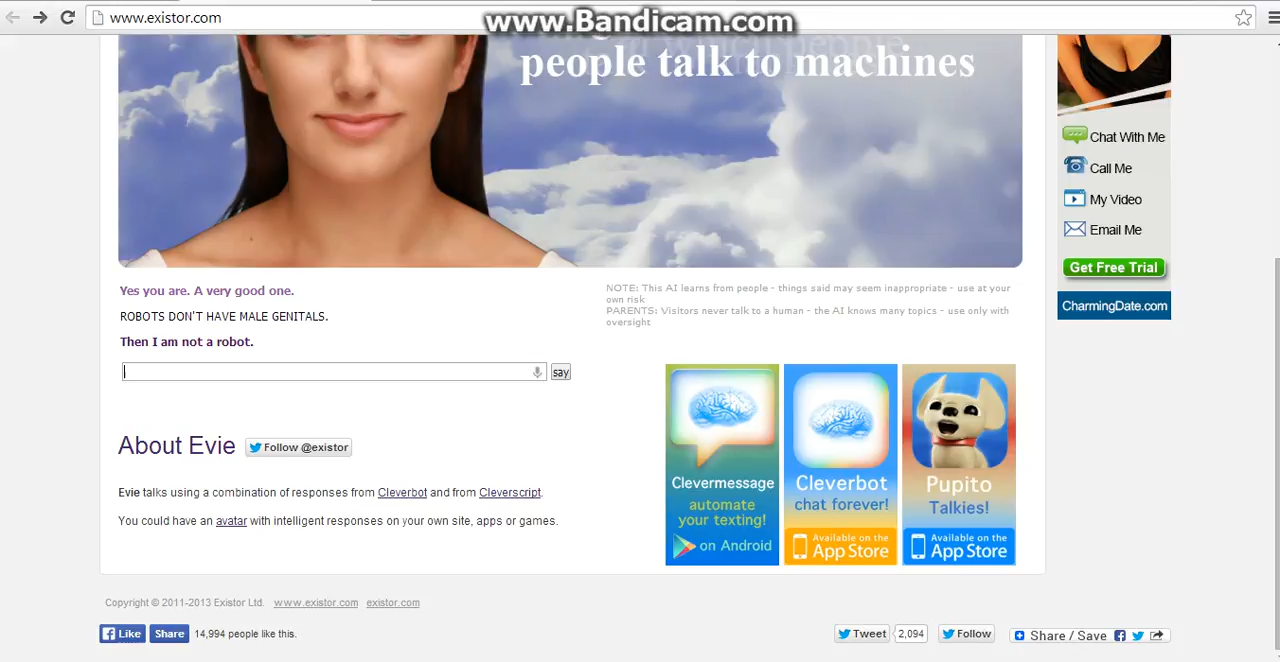 www.existor.com
www.Bandicam.com
people talk to machines
Chat With Me
Call Me
My Video
Email Me
Get Free Trial
CharmingDate.com
Yes you are. A very good one.
ROBOTS DON'T HAVE MALE GENITALS.
Then I am not a robot.
say
NOTE: This AI learns from people - things said may seem inappropriate - use at your
own risk
PARENTS: Visitors never talk to a human - the AI knows many topics - use only with
oversight
Clevermessage
automate
your texting!
on Android
Cleverbot
chat forever!
Available on the
App Store
Pupito
Talkies!
Available on the
App Store
About Evie
Follow @existor
Evie talks using a combination of responses from Cleverbot and from Cleverscript.
You could have an avatar with intelligent responses on your own site, apps or games.
Copyright © 2011-2013 Existor Ltd. www.existor.com existor.com
Like Share 14,994 people like this.
Tweet 2,094 Follow Share / Save